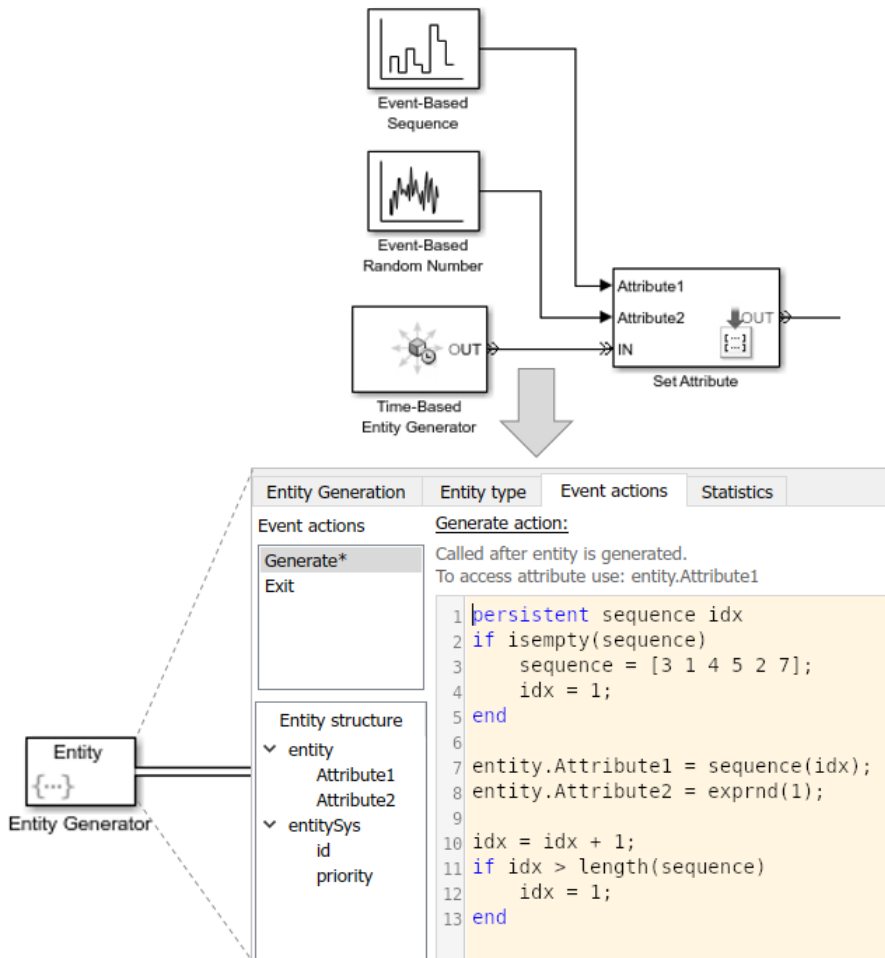 Event-Based
Sequence
Event-Based
Random Number
Attribute1
Attribute2
OUT
IN
Set Attribute
OUT
Time-Based
Entity Generator
Entity Generation
Entity type
Event actions
Statistics
Event actions
Generate*
Exit
Generate action:
Called after entity is generated.
To access attribute use: entity.Attribute1
Entity structure
entity
Attribute1
Attribute2
entitySys
id
priority
1 persistent sequence idx
2 if isempty(sequence)
3     sequence = [3 1 4 5 2 7];
4     idx = 1;
5 end
6
7 entity.Attribute1 = sequence(idx);
8 entity.Attribute2 = exprnd(1);
9
10 idx = idx + 1;
11 if idx > length(sequence)
12     idx = 1;
13 end
Entity
{...}
Entity Generator